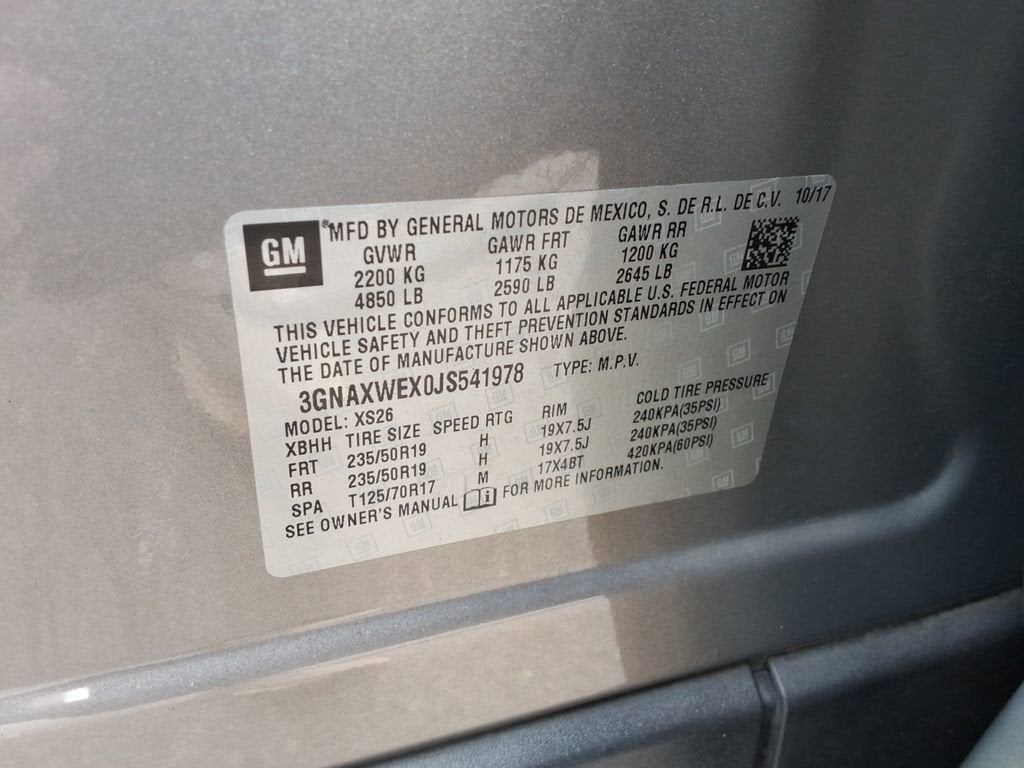 GM
MFD BY GENERAL MOTORS DE MEXICO, S. DE R.L. DE C.V. 10/17
GVWR GAWR FRT GAWR RR
2200 KG 1175 KG 1200 KG
4850 LB 2590 LB 2645 LB
THIS VEHICLE CONFORMS TO ALL APPLICABLE U.S. FEDERAL MOTOR
VEHICLE SAFETY AND THEFT PREVENTION STANDARDS IN EFFECT ON
THE DATE OF MANUFACTURE SHOWN ABOVE.
3GNAXWEX0JS541978 TYPE: M.P.V.
MODEL: XS26
XBHH TIRE SIZE SPEED RTG RIM COLD TIRE PRESSURE
FRT 235/50R19 H 19X7.5J 240KPA(35PSI)
RR 235/50R19 H 19X7.5J 240KPA(35PSI)
SPA T125/70R17 M 17X4BT 420KPA(60PSI)
SEE OWNER'S MANUAL FOR MORE INFORMATION.